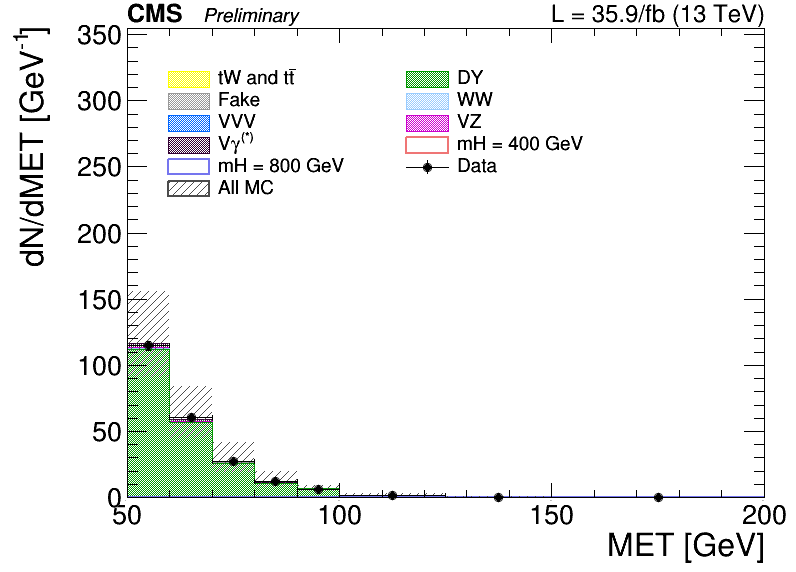 CMS Preliminary L = 35.9/fb (13 TeV)
dN/dMET [GeV⁻¹]
350
300
250
200
150
100
50
0
tW and tt̄
DY
Fake
WW
VVV
VZ
Vγ(*)
mH = 400 GeV
mH = 800 GeV
Data
All MC
50 100 150 200
MET [GeV]